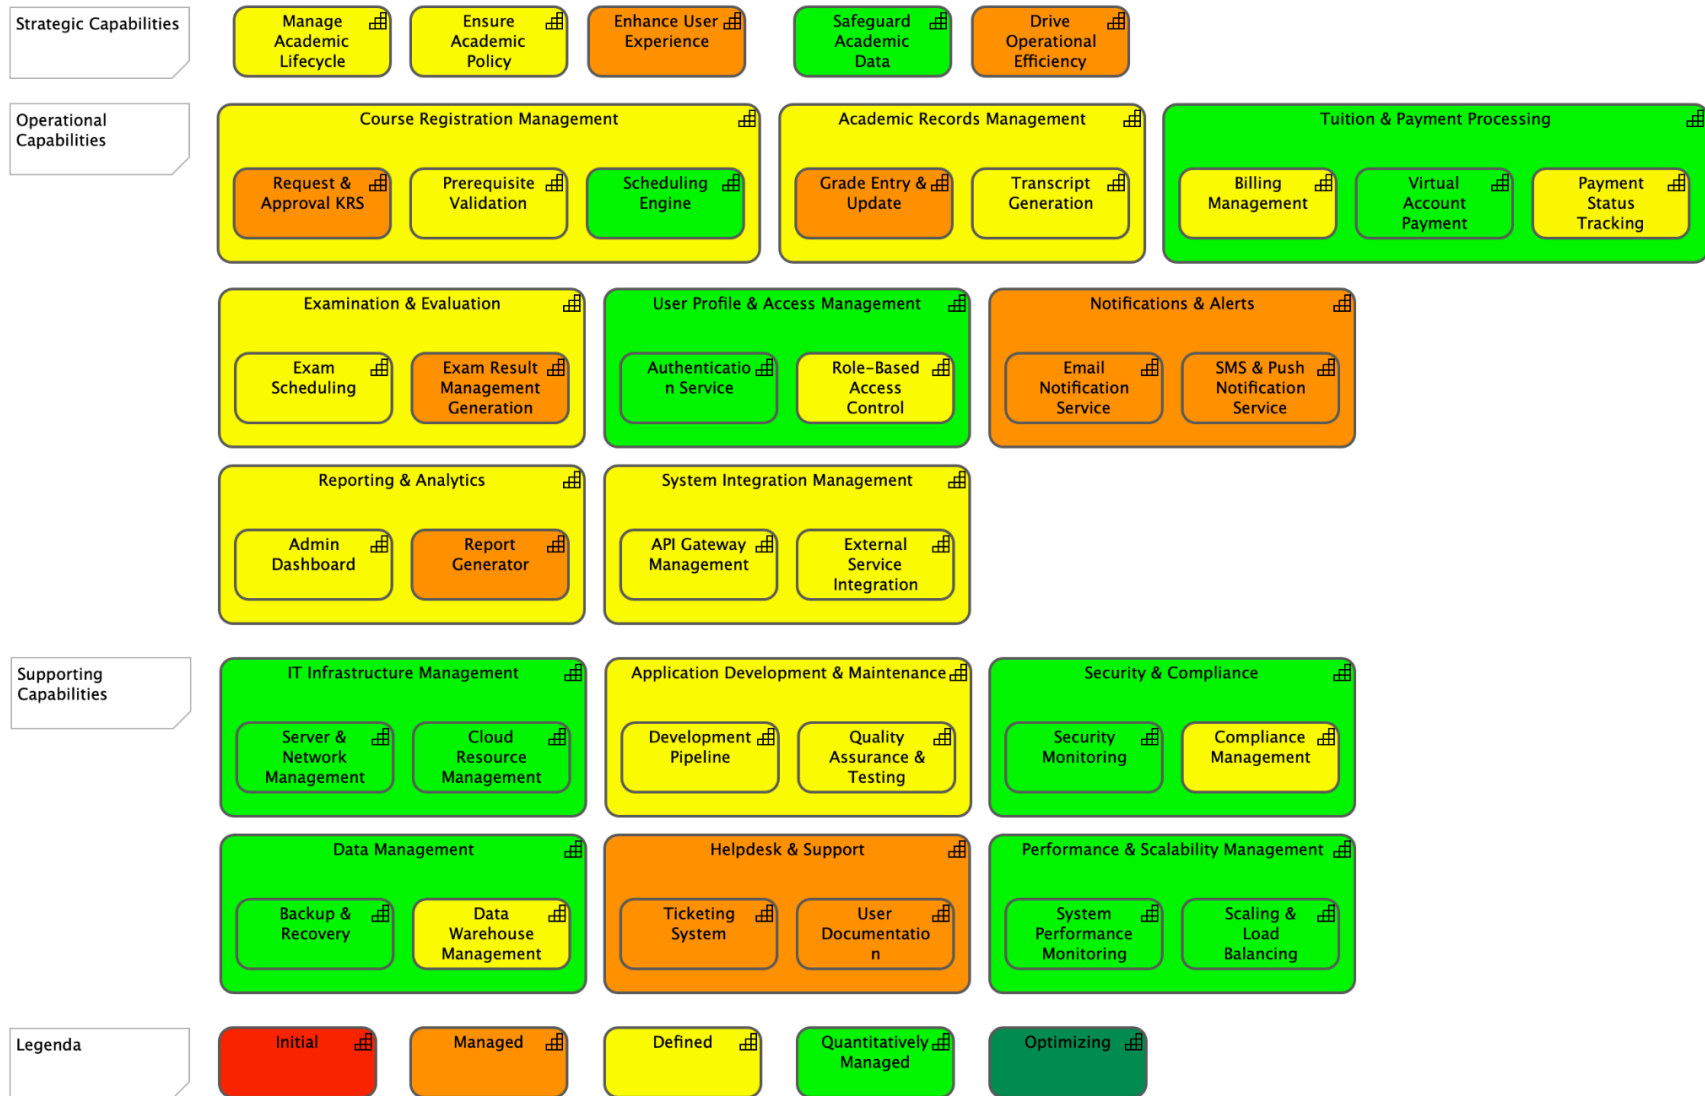 Strategic Capabilities
Manage
Academic
Lifecycle
Ensure
Academic
Policy
Enhance User
Experience
Safeguard
Academic
Data
Drive
Operational
Efficiency
Operational
Capabilities
Course Registration Management
Request &
Approval KRS
Prerequisite
Validation
Scheduling
Engine
Academic Records Management
Grade Entry &
Update
Transcript
Generation
Tuition & Payment Processing
Billing
Management
Virtual
Account
Payment
Payment
Status
Tracking
Examination & Evaluation
Exam
Scheduling
Exam Result
Management
Generation
User Profile & Access Management
Authenticatio
n Service
Role-Based
Access
Control
Notifications & Alerts
Email
Notification
Service
SMS & Push
Notification
Service
Reporting & Analytics
Admin
Dashboard
Report
Generator
System Integration Management
API Gateway
Management
External
Service
Integration
Supporting
Capabilities
IT Infrastructure Management
Server &
Network
Management
Cloud
Resource
Management
Application Development & Maintenance
Development
Pipeline
Quality
Assurance &
Testing
Security & Compliance
Security
Monitoring
Compliance
Management
Data Management
Backup &
Recovery
Data
Warehouse
Management
Helpdesk & Support
Ticketing
System
User
Documentatio
n
Performance & Scalability Management
System
Performance
Monitoring
Scaling &
Load
Balancing
Legenda
Initial
Managed
Defined
Quantitatively
Managed
Optimizing